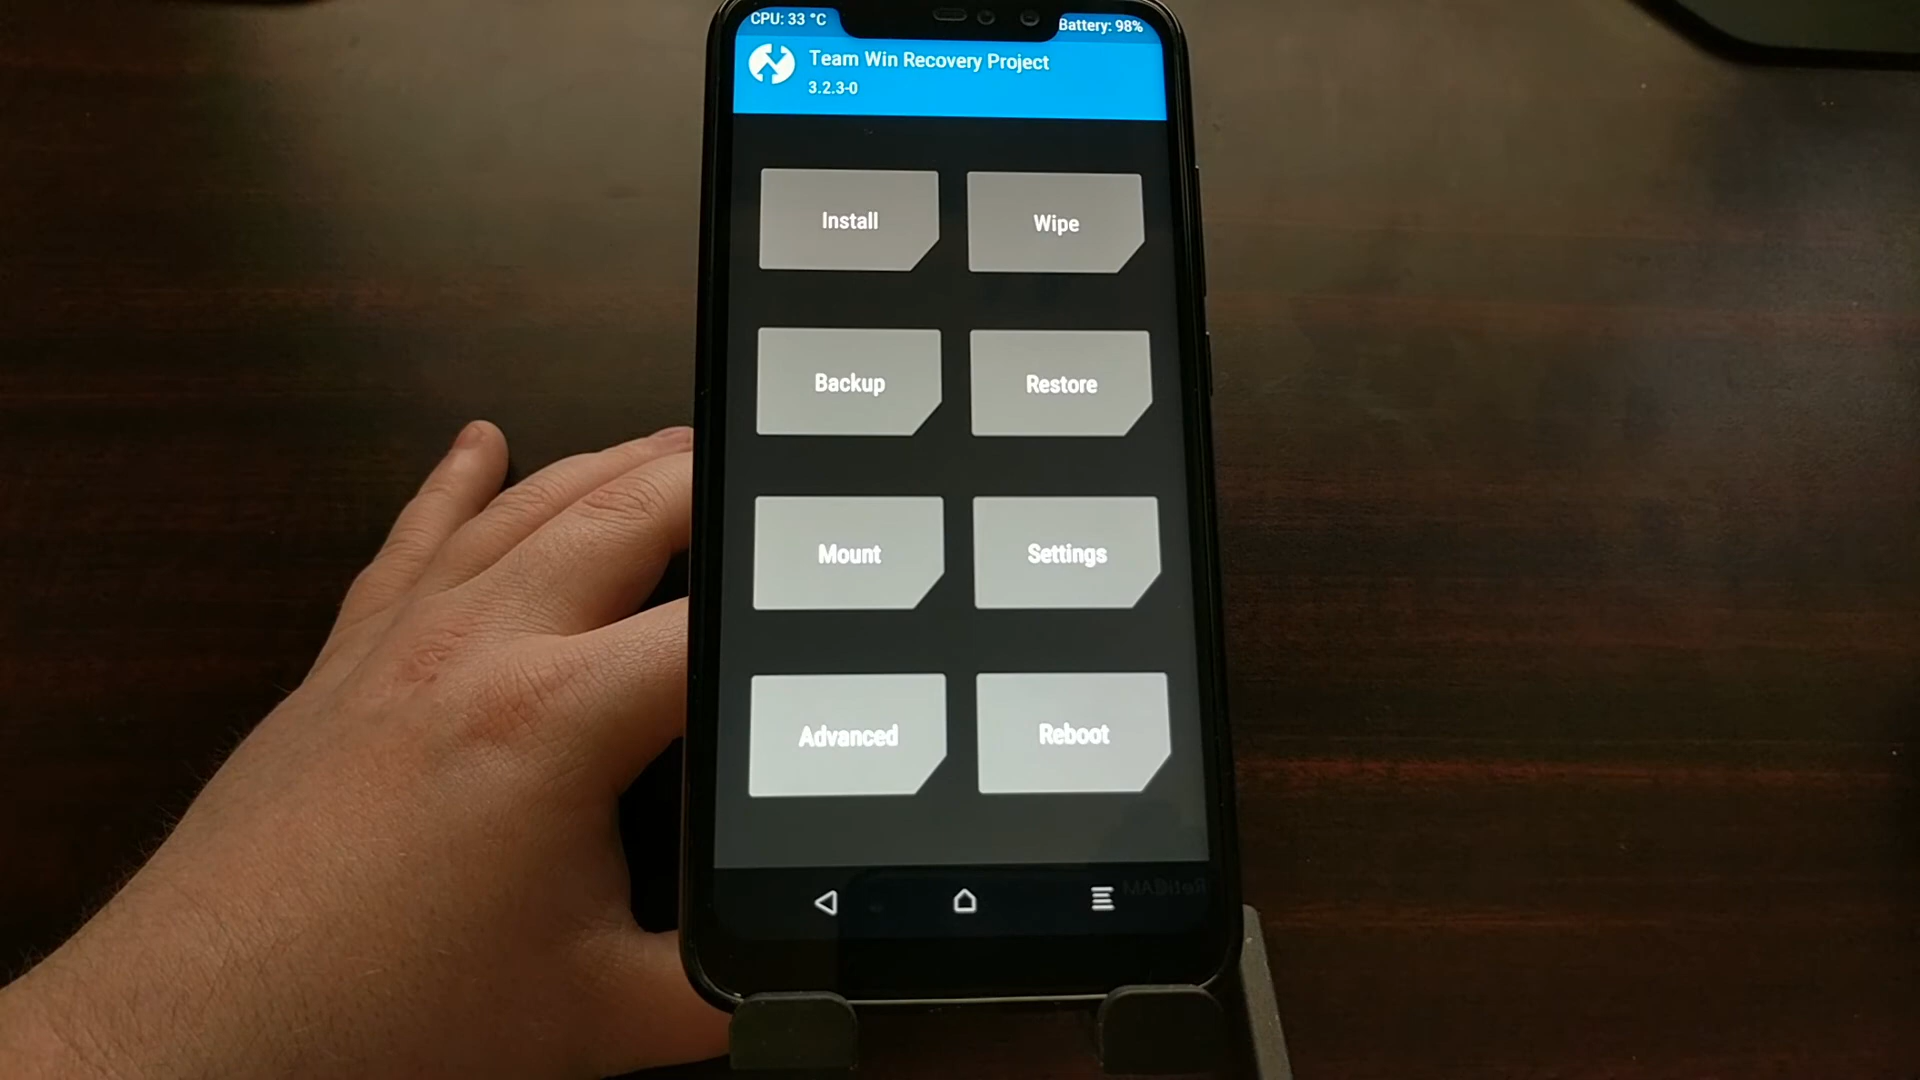 CPU: 33 °C
Battery: 98%
Team Win Recovery Project
3.2.3-0
Install
Wipe
Backup
Restore
Mount
Settings
Advanced
Reboot